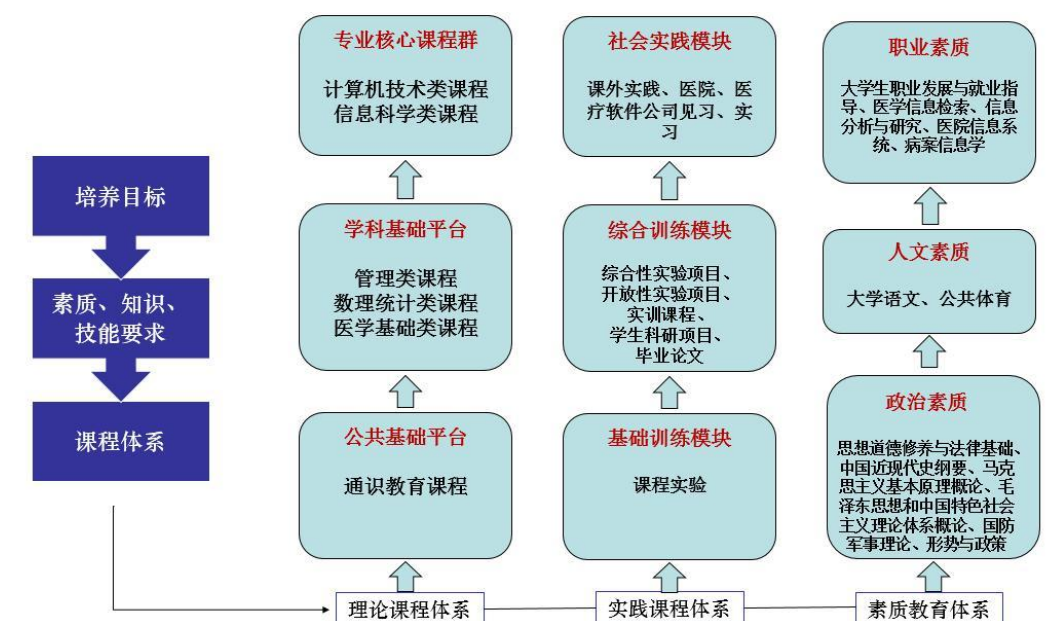 培养目标
素质、知识、
技能要求
课程体系
专业核心课程群
计算机技术类课程
信息科学类课程
学科基础平台
管理类课程
数理统计类课程
医学基础类课程
公共基础平台
通识教育课程
理论课程体系
社会实践模块
课外实践、医院、医
疗软件公司见习、实
习
综合训练模块
综合性实验项目、
开放性实验项目、
实训课程、
学生科研项目、
毕业论文
基础训练模块
课程实验
实践课程体系
职业素质
大学生职业发展与就业指
导、医学信息检索、信息
分析与研究、医院信息系
统、病案信息学
人文素质
大学语文、公共体育
政治素质
思想道德修养与法律基础、
中国近现代史纲要、马克
思主义基本原理概论、毛
泽东思想和中国特色社会
主义理论体系概论、国防
军事理论、形势与政策
素质教育体系